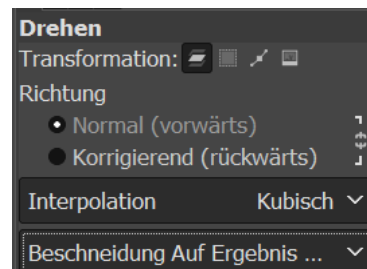 Drehen
Transformation:
Richtung
Normal (vorwärts)
Korrigierend (rückwärts)
Interpolation Kubisch
Beschneidung Auf Ergebnis ...